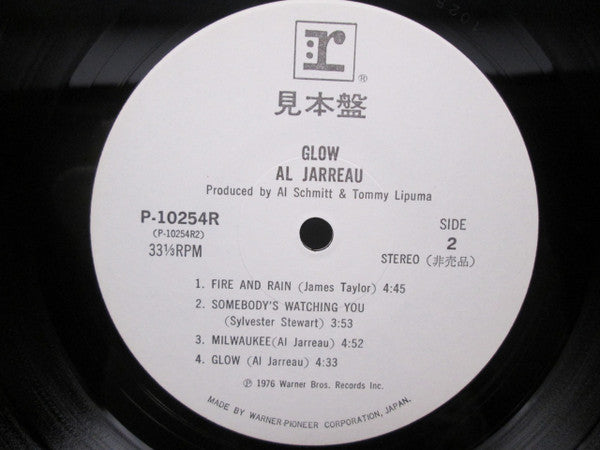 r
®
見本盤
GLOW
AL JARREAU
Produced by Al Schmitt & Tommy Lipuma
P-10254R
(P-10254R2)
33⅓RPM
SIDE
2
STEREO (非売品)
1. FIRE AND RAIN (James Taylor) 4:45
2. SOMEBODY'S WATCHING YOU
(Sylvester Stewart) 3:53
3. MILWAUKEE (Al Jarreau) 4:52
4. GLOW (Al Jarreau) 4:33
℗ 1976 Warner Bros. Records Inc.
MADE BY WARNER-PIONEER CORPORATION, JAPAN.